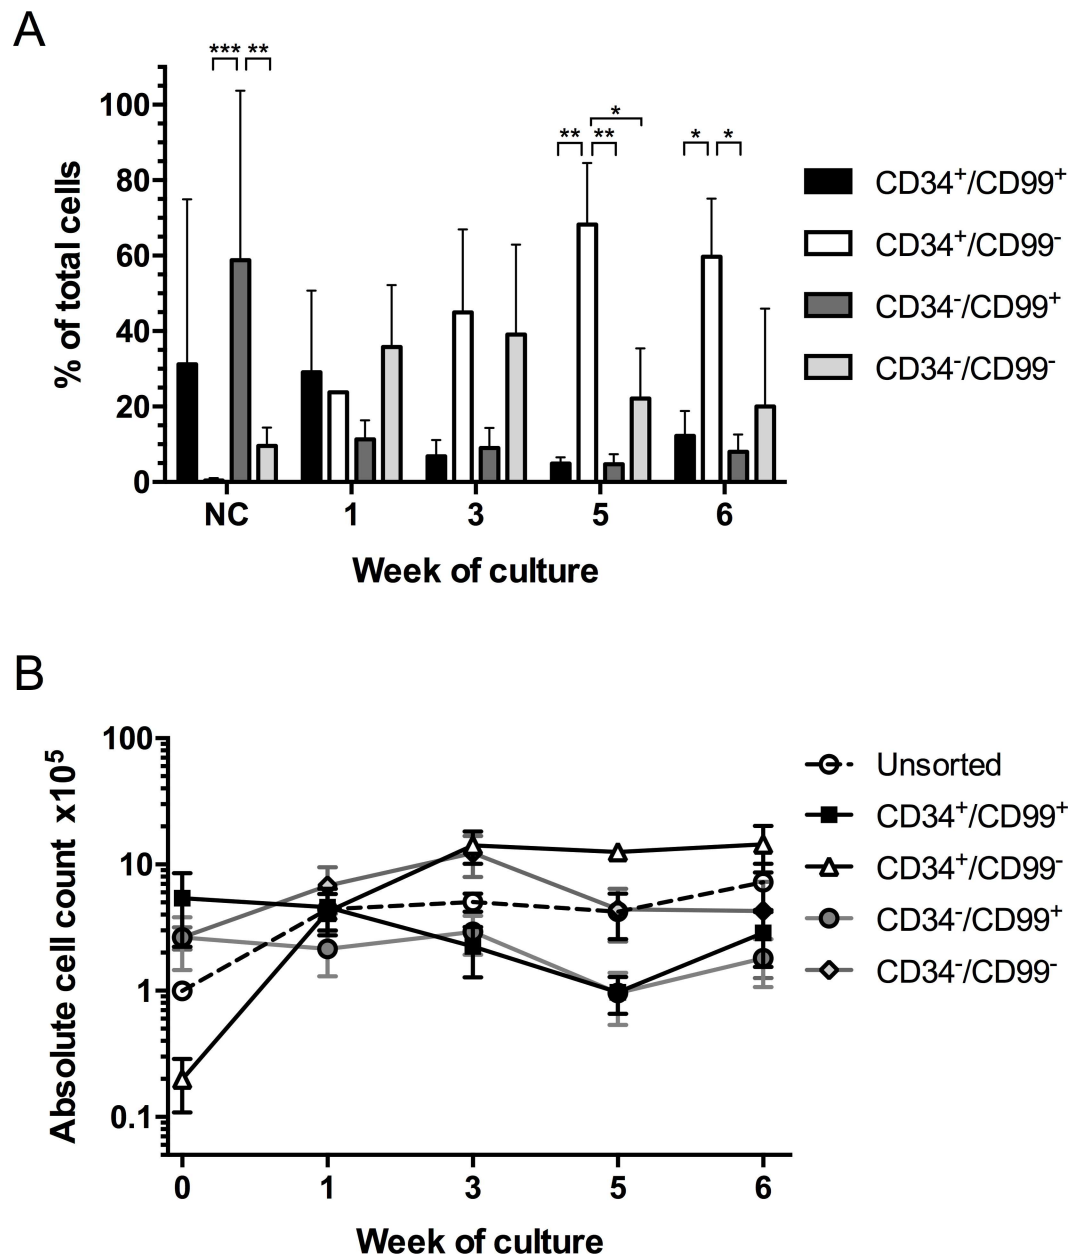 A
*** **
** ** *
* *
% of total cells
100
80
60
40
20
0
NC 1 3 5 6
Week of culture
CD34⁺/CD99⁺
CD34⁺/CD99⁻
CD34⁻/CD99⁺
CD34⁻/CD99⁻
B
Absolute cell count x10⁵
100
10
1
0.1
0 1 3 5 6
Week of culture
Unsorted
CD34⁺/CD99⁺
CD34⁺/CD99⁻
CD34⁻/CD99⁺
CD34⁻/CD99⁻